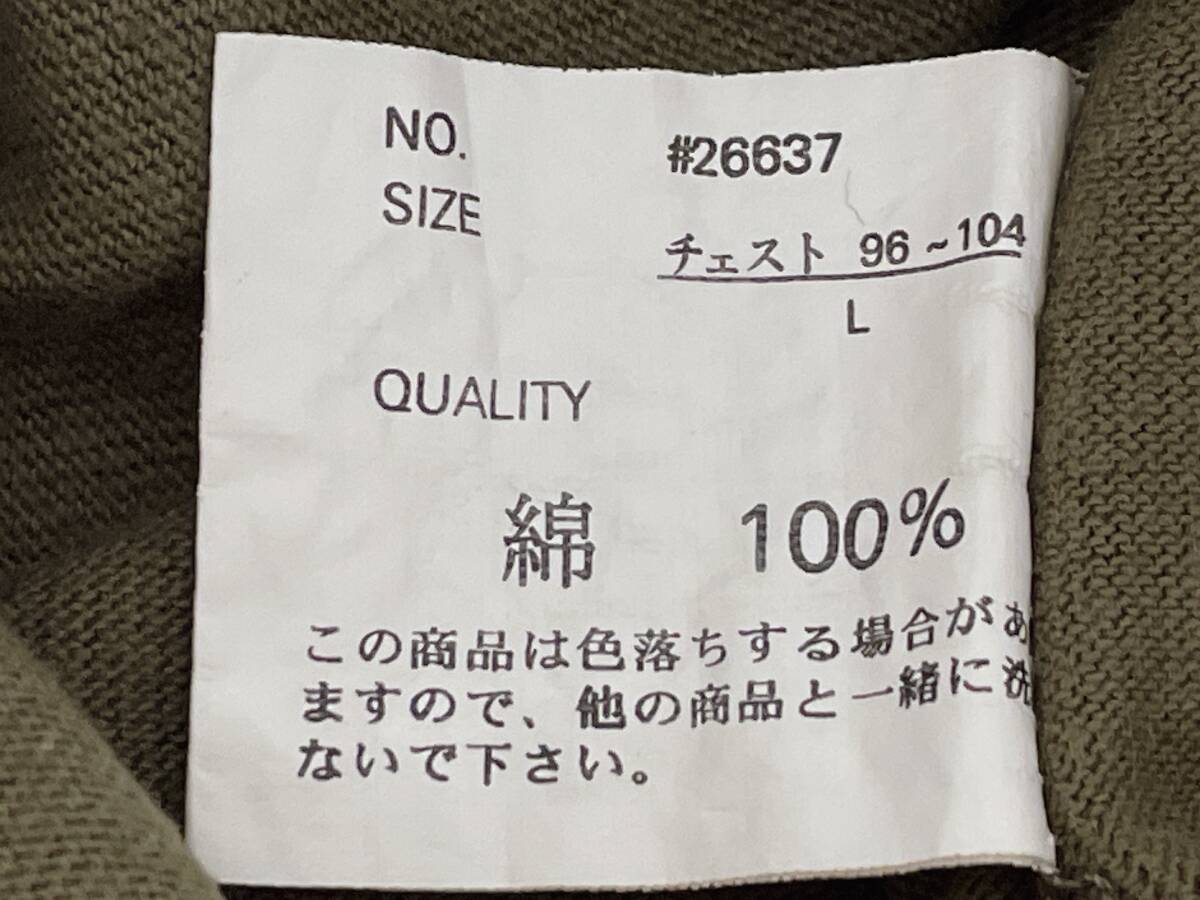 NO. #26637
SIZE チェスト 96~104
L
QUALITY
綿 100%
この商品は色落ちする場合があ
ますので、他の商品と一緒に洗
ないで下さい。